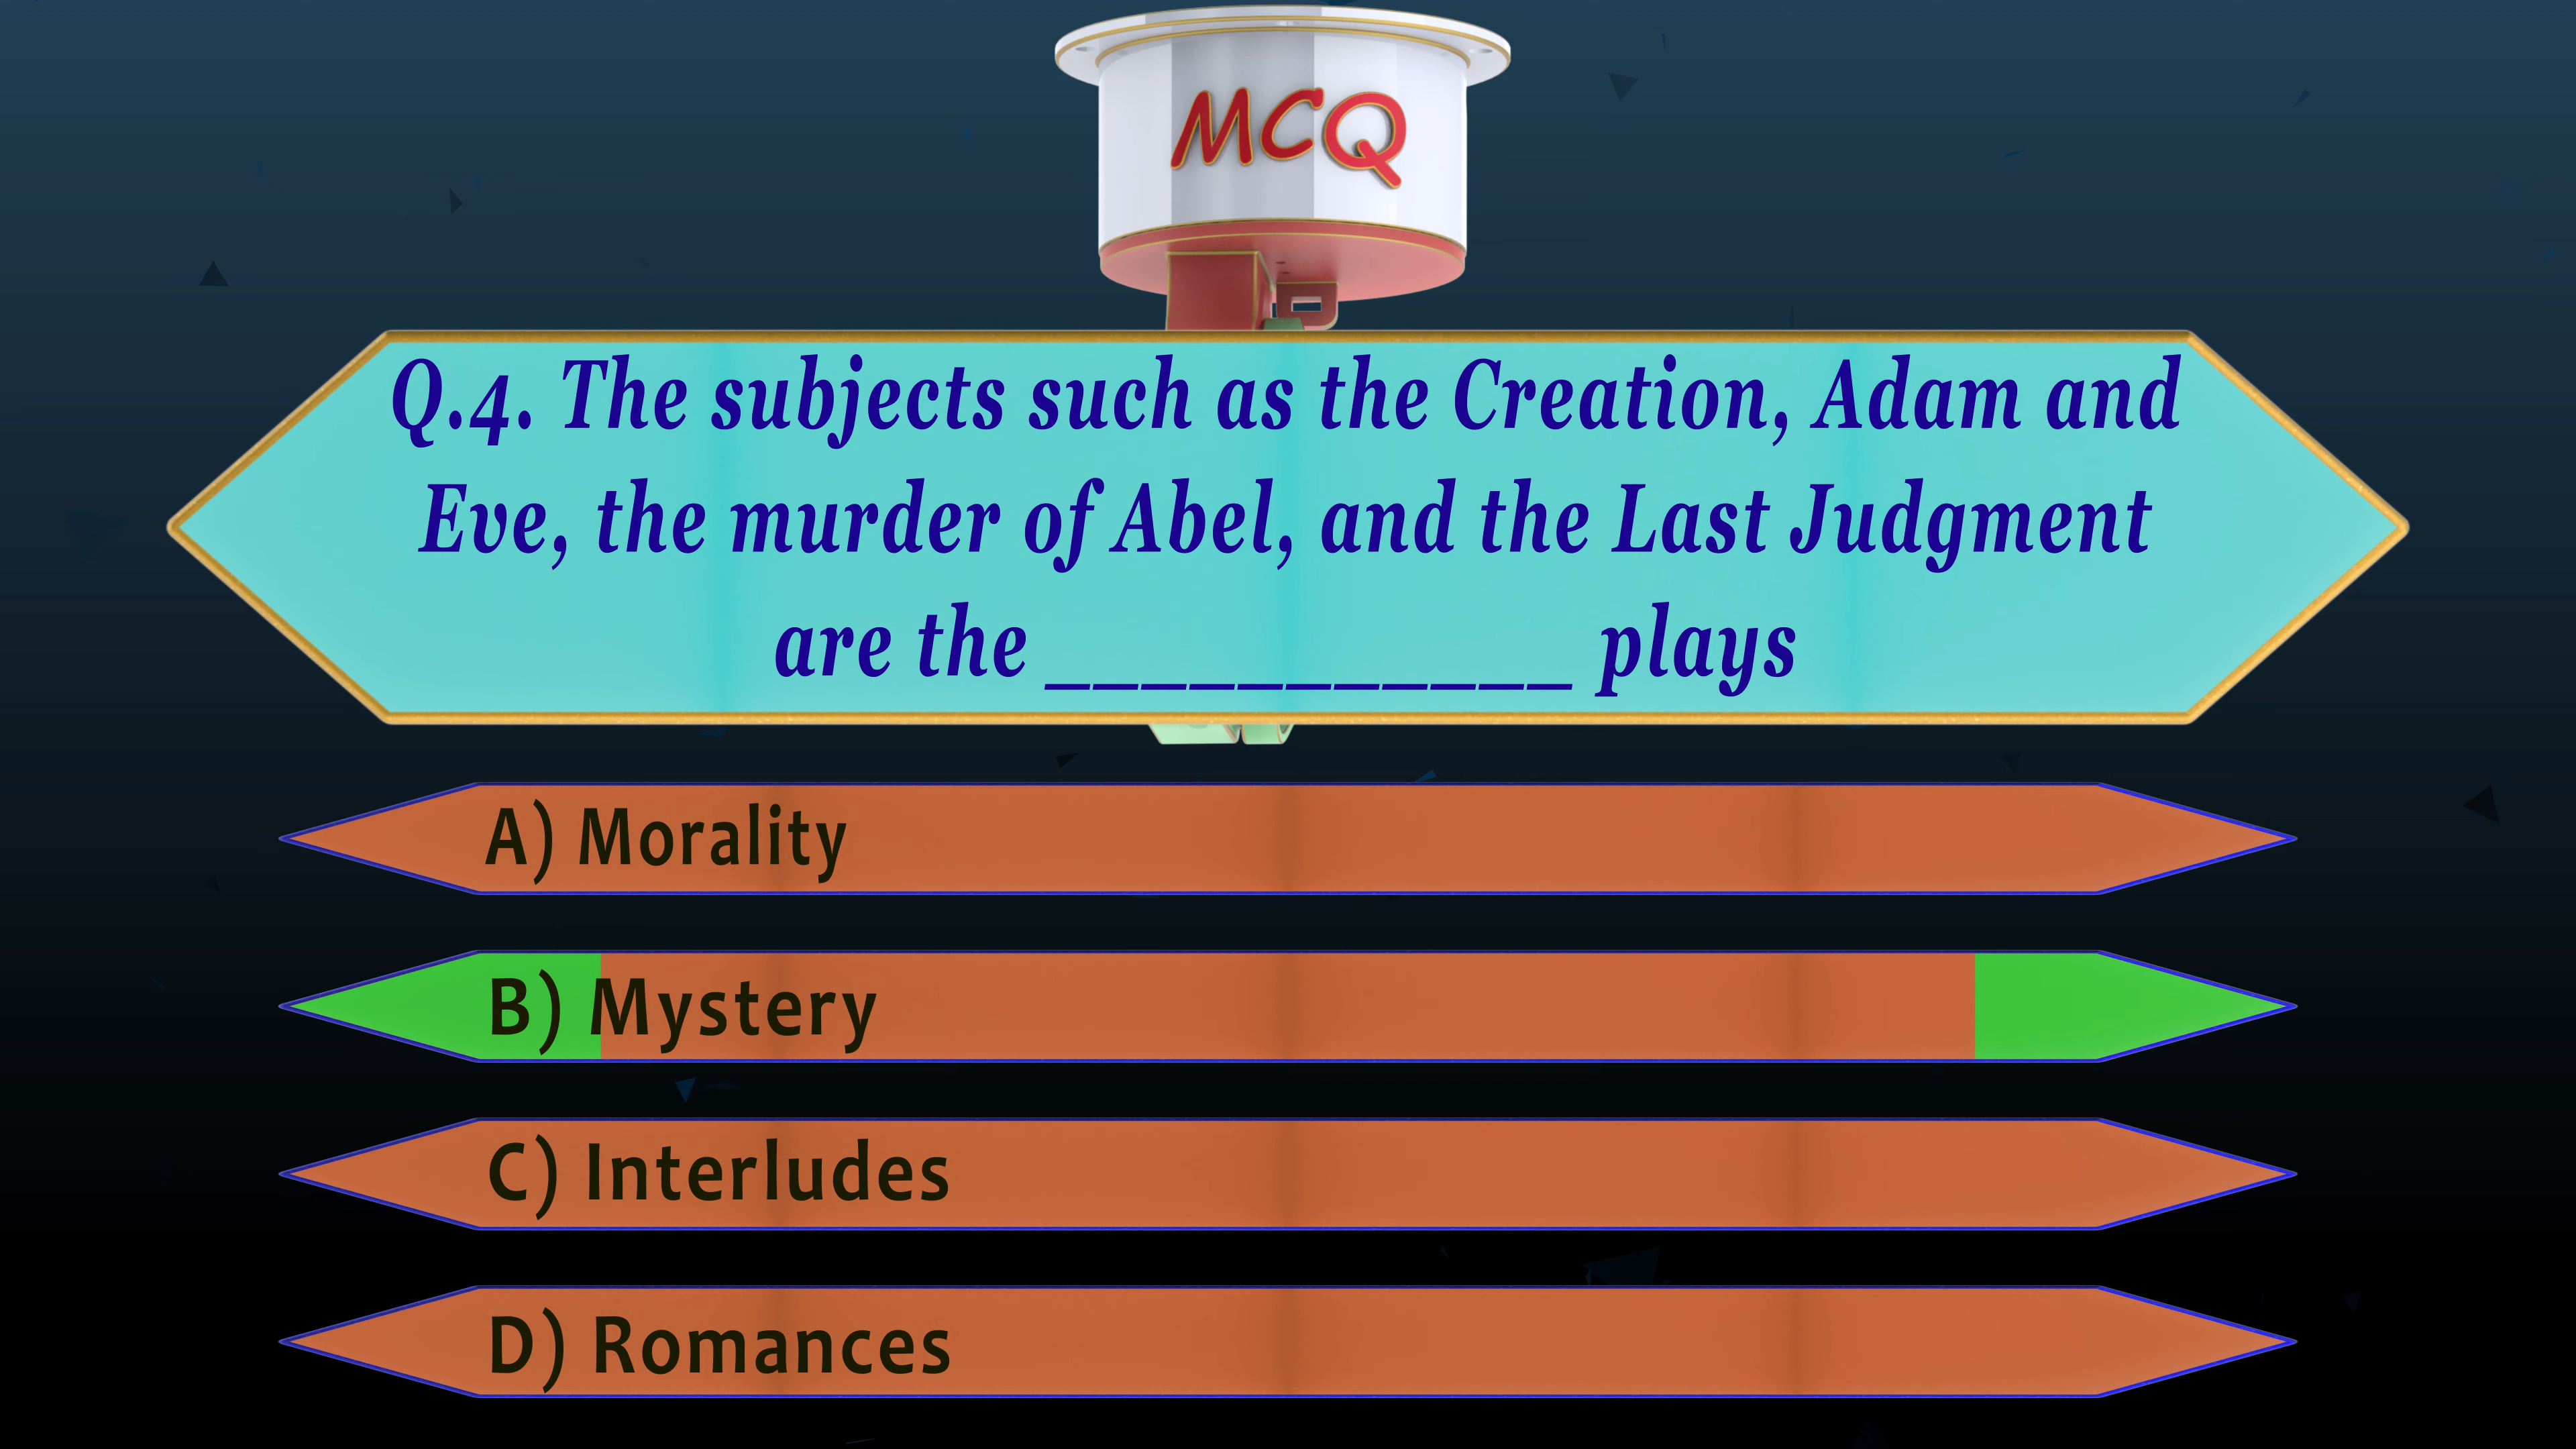 MCQ
Q.4. The subjects such as the Creation, Adam and
Eve, the murder of Abel, and the Last Judgment
are the ___________ plays
A) Morality
B) Mystery
C) Interludes
D) Romances